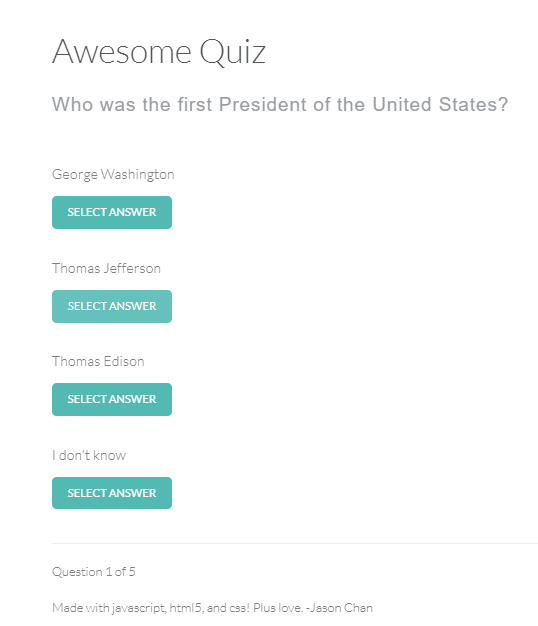 Awesome Quiz
Who was the first President of the United States?
George Washington
SELECT ANSWER
Thomas Jefferson
SELECT ANSWER
Thomas Edison
SELECT ANSWER
I don't know
SELECT ANSWER
Question 1 of 5
Made with javascript, html5, and css! Plus love. -Jason Chan